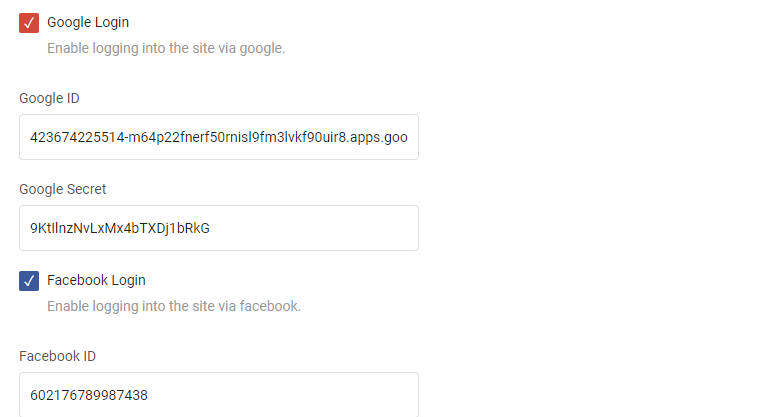 Google Login
Enable logging into the site via google.
Google ID
423674225514-m64p22fnerf50rnisl9fm3lvkf90uir8.apps.goo
Google Secret
9KtIlnzNvLxMx4bTXDj1bRkG
Facebook Login
Enable logging into the site via facebook.
Facebook ID
602176789987438